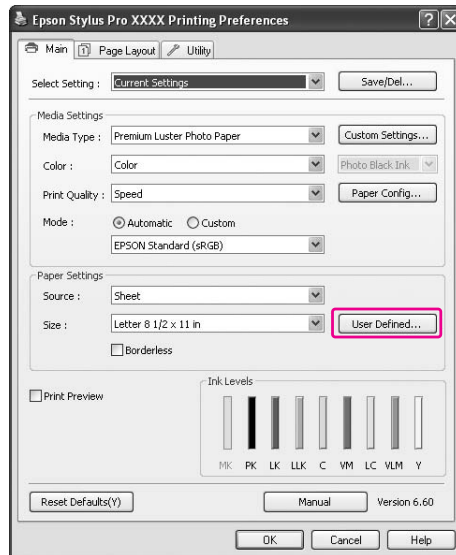 Epson Stylus Pro XXXX Printing Preferences
Main Page Layout Utility
Select Setting : Current Settings Save/Del...
Media Settings
Media Type : Premium Luster Photo Paper Custom Settings...
Color : Color Photo Black Ink
Print Quality : Speed Paper Config...
Mode : Automatic Custom
EPSON Standard (sRGB)
Paper Settings
Source : Sheet
Size : Letter 8 1/2 x 11 in User Defined...
Borderless
Print Preview
Ink Levels
MK PK LK LLK C VM LC VLM Y
Reset Defaults(Y) Manual Version 6.60
OK Cancel Help